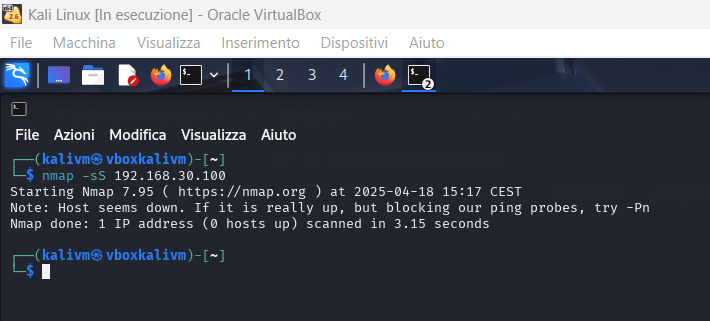 Kali Linux [In esecuzione] - Oracle VirtualBox
File Macchina Visualizza Inserimento Dispositivi Aiuto
1 2 3 4 2
File Azioni Modifica Visualizza Aiuto
┌──(kalivm㉿vboxkalivm)-[~]
└─$ nmap -sS 192.168.30.100
Starting Nmap 7.95 ( https://nmap.org ) at 2025-04-18 15:17 CEST
Note: Host seems down. If it is really up, but blocking our ping probes, try -Pn
Nmap done: 1 IP address (0 hosts up) scanned in 3.15 seconds
┌──(kalivm㉿vboxkalivm)-[~]
└─$